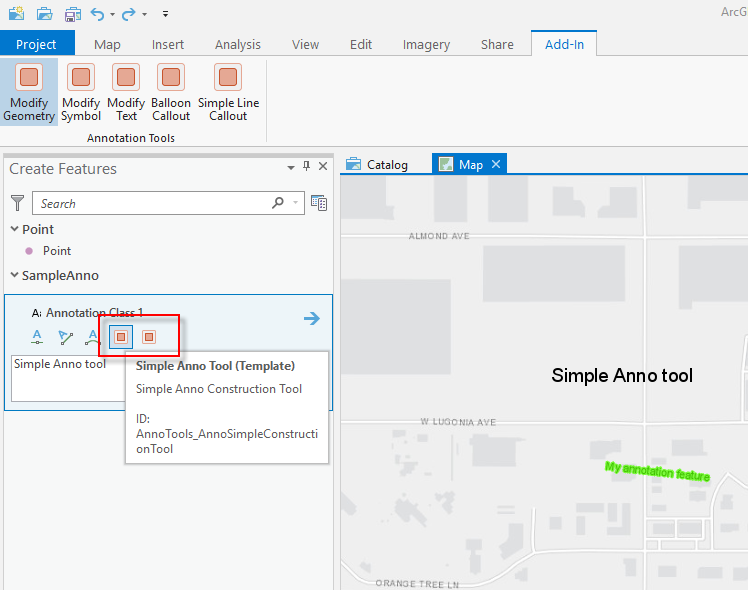 ArcG
Project Map Insert Analysis View Edit Imagery Share Add-In
Modify Geometry
Modify Symbol
Modify Text
Balloon Callout
Simple Line Callout
Annotation Tools
Create Features
Search
Point
Point
SampleAnno
A Annotation Class 1
A A
Simple Anno tool
Simple Anno Tool (Template)
Simple Anno Construction Tool
ID:
AnnoTools_AnnoSimpleConstructi
onTool
Catalog Map
ALMOND AVE
Simple Anno tool
W LUGONIA AVE
My annotation feature
ORANGE TREE LN